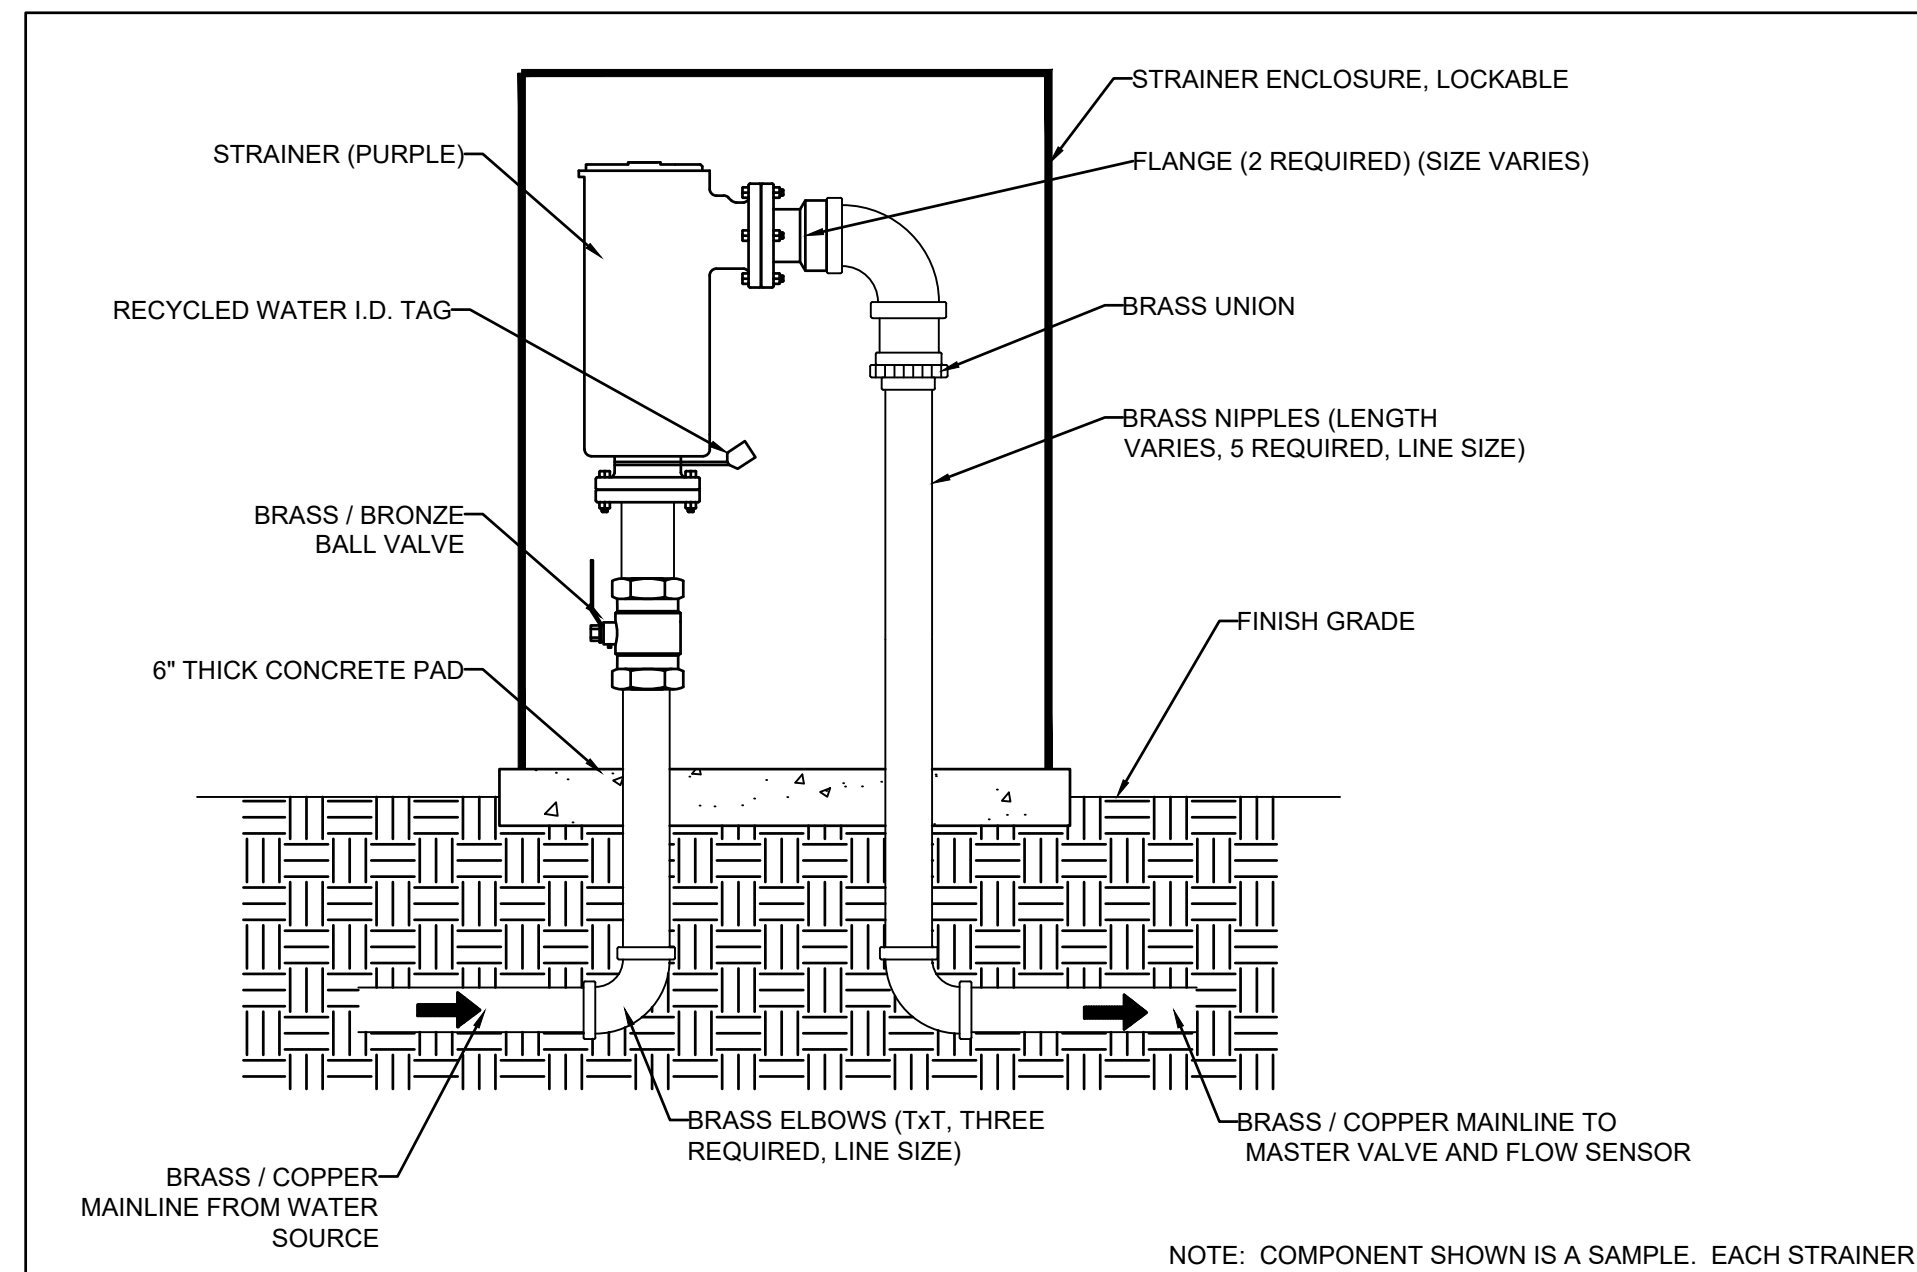 STRAINER ENCLOSURE, LOCKABLE
STRAINER (PURPLE)
FLANGE (2 REQUIRED) (SIZE VARIES)
RECYCLED WATER I.D. TAG
BRASS UNION
BRASS NIPPLES (LENGTH
VARIES, 5 REQUIRED, LINE SIZE)
BRASS / BRONZE
BALL VALVE
FINISH GRADE
6" THICK CONCRETE PAD
BRASS ELBOWS (TxT, THREE
REQUIRED, LINE SIZE)
BRASS / COPPER MAINLINE TO
MASTER VALVE AND FLOW SENSOR
BRASS / COPPER
MAINLINE FROM WATER
SOURCE
NOTE: COMPONENT SHOWN IS A SAMPLE. EACH STRAINER